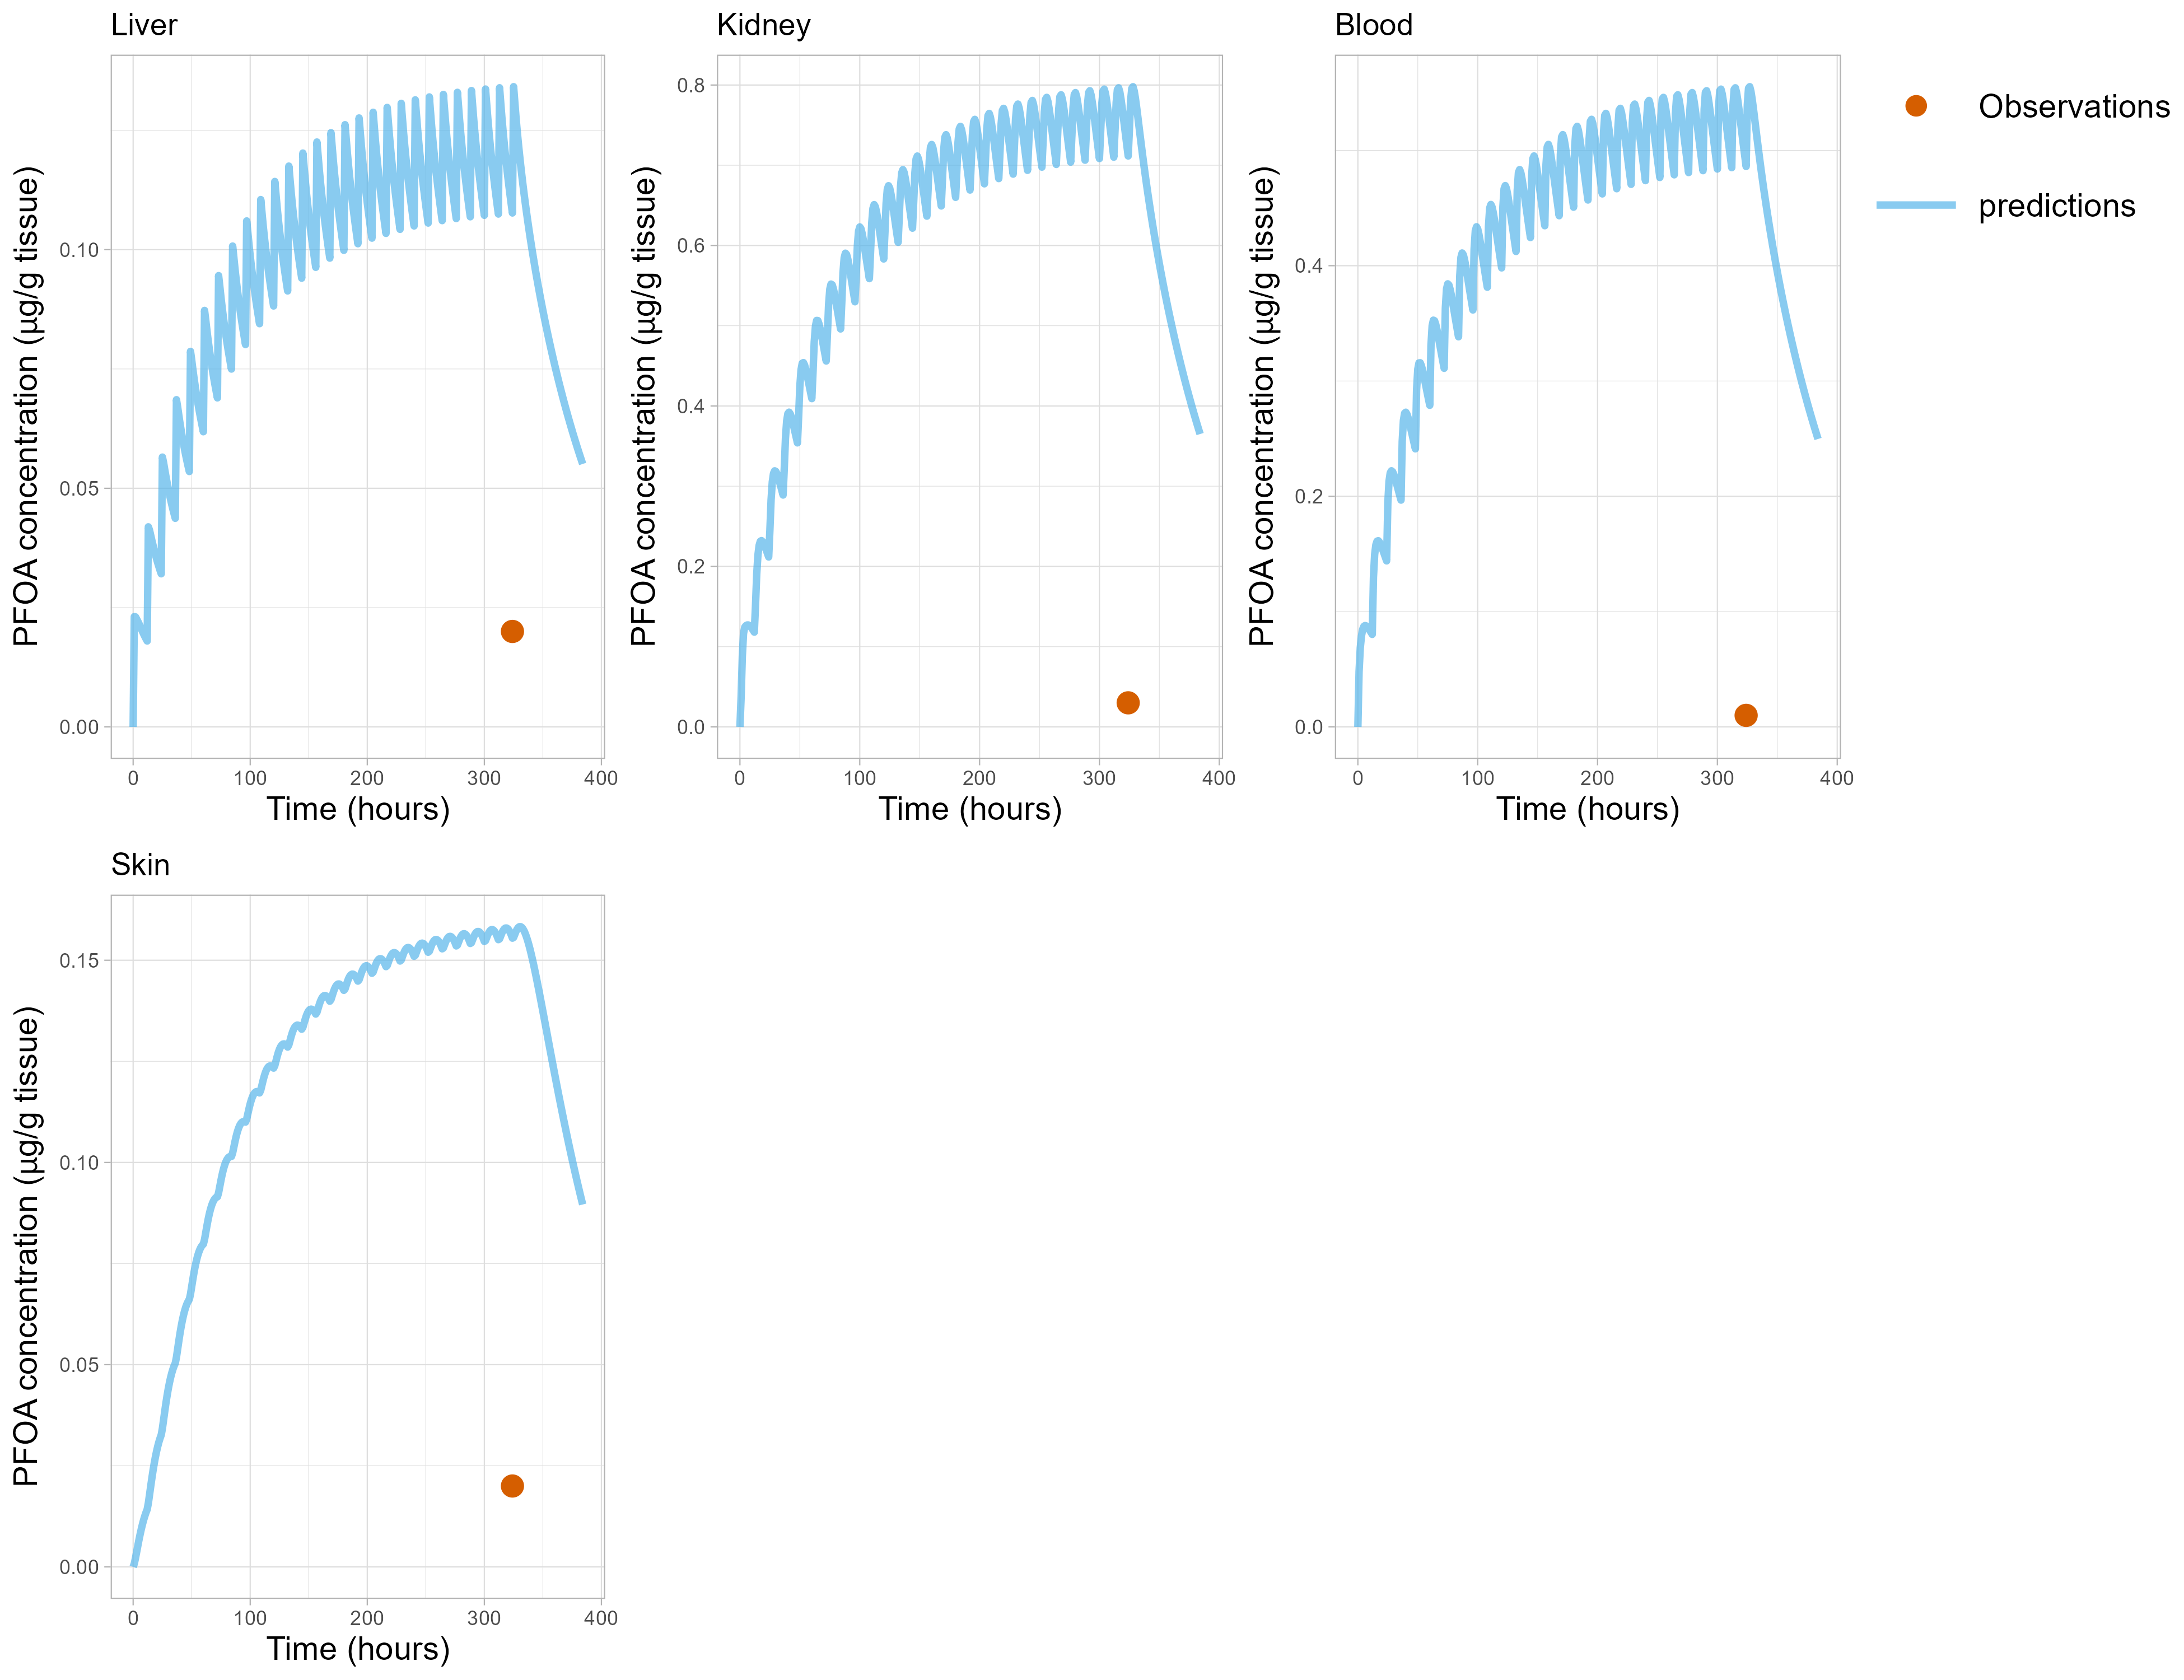 Liver
PFOA concentration (µg/g tissue)
0.10
0.05
0.00
0 100 200 300 400
Time (hours)
Kidney
PFOA concentration (µg/g tissue)
0.8
0.6
0.4
0.2
0.0
0 100 200 300 400
Time (hours)
Blood
PFOA concentration (µg/g tissue)
0.4
0.2
0.0
0 100 200 300 400
Time (hours)
Observations
predictions
Skin
PFOA concentration (µg/g tissue)
0.15
0.10
0.05
0.00
0 100 200 300 400
Time (hours)